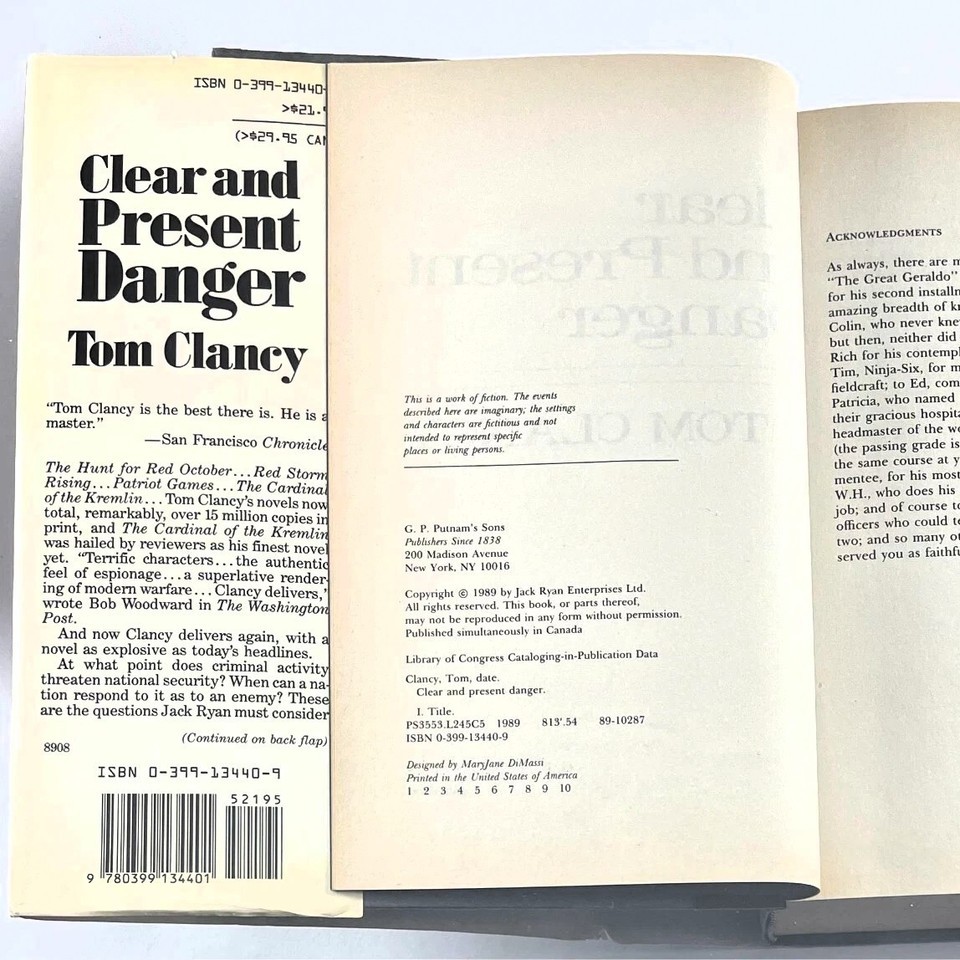 ISBN 0-399-13440-
>$21.
(>$29.95 CAN
Clear and
Present
Danger
Tom Clancy
“Tom Clancy is the best there is. He is a
master.”
—San Francisco Chronicle
The Hunt for Red October...Red Storm
Rising...Patriot Games...The Cardinal
of the Kremlin...Tom Clancy's novels now
total, remarkably, over 15 million copies in
print, and The Cardinal of the Kremlin
was hailed by reviewers as his finest novel
yet. “Terrific characters...the authentic
feel of espionage...a superlative render-
ing of modern warfare...Clancy delivers,”
wrote Bob Woodward in The Washington
Post.
And now Clancy delivers again, with a
novel as explosive as today's headlines.
At what point does criminal activity
threaten national security? When can a na-
tion respond to it as to an enemy? These
are the questions Jack Ryan must consider
(Continued on back flap)
8908
ISBN 0-399-13440-9
52195
9 780399 134401
This is a work of fiction. The events
described here are imaginary; the settings
and characters are fictitious and not
intended to represent specific
places or living persons.
G. P. Putnam's Sons
Publishers Since 1838
200 Madison Avenue
New York, NY 10016
Copyright © 1989 by Jack Ryan Enterprises Ltd.
All rights reserved. This book, or parts thereof,
may not be reproduced in any form without permission.
Published simultaneously in Canada
Library of Congress Cataloging-in-Publication Data
Clancy, Tom, date.
Clear and present danger.
I. Title.
PS3553.L245C5 1989 813'.54 89-10287
ISBN 0-399-13440-9
Designed by MaryJane DiMassi
Printed in the United States of America
1 2 3 4 5 6 7 8 9 10
ACKNOWLEDGMENTS
As always, there are
“The Great Geraldo”
for his second
amazing breadth of
Colin, who never
but then, neither did
Rich for his
Tim, Ninja-Six, for
fieldcraft; to Ed,
Patricia, who named
their gracious
headmaster of the
(the passing grade is
the same course at
mentee, for his most
W.H., who does his
job; and of course
officers who could
two; and so many
served you as